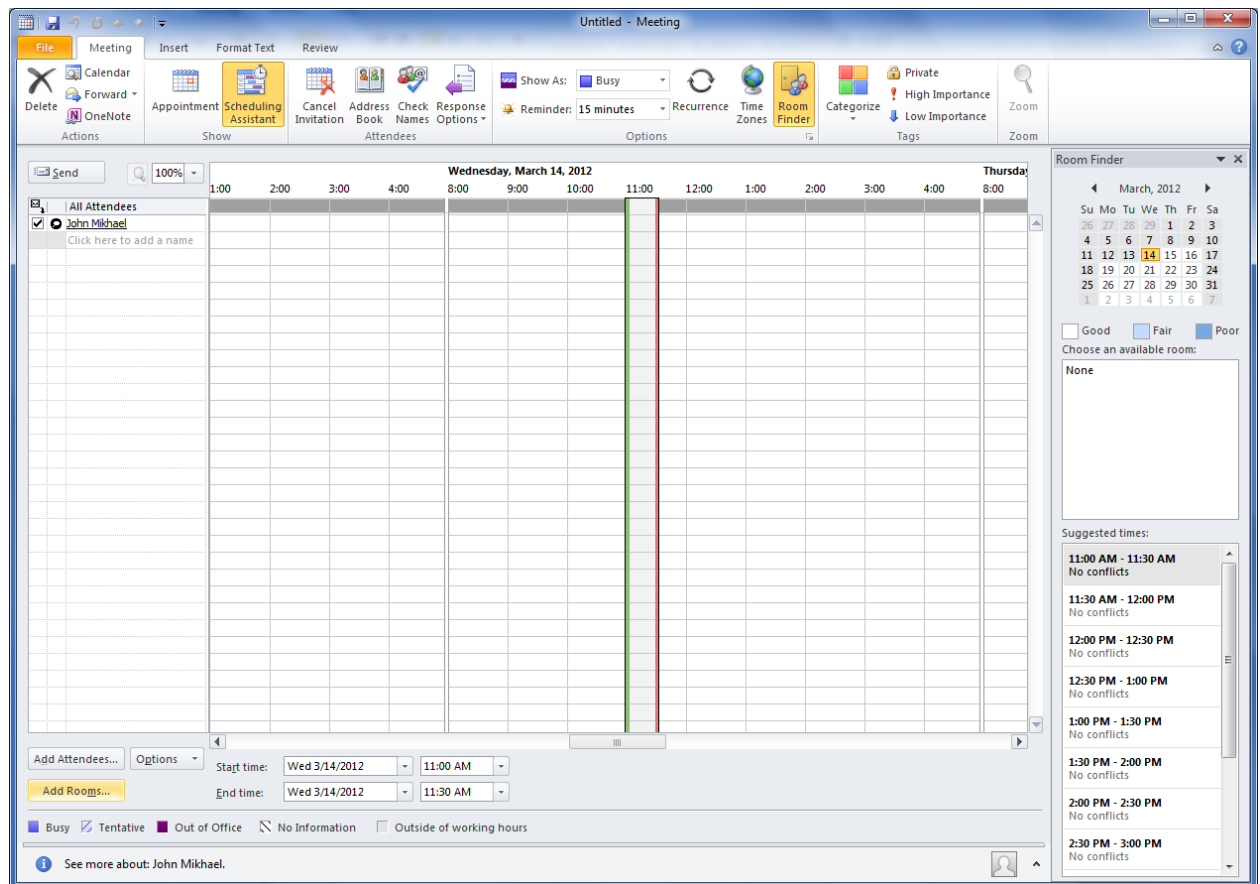 Untitled - Meeting
File Meeting Insert Format Text Review
Delete
Calendar
Forward
OneNote
Actions
Appointment
Scheduling Assistant
Show
Cancel Invitation
Address Book
Check Names
Response Options
Attendees
Show As: Busy
Reminder: 15 minutes
Recurrence
Time Zones
Room Finder
Options
Categorize
Private
High Importance
Low Importance
Tags
Zoom
Zoom
Send 100%
Wednesday, March 14, 2012 Thursday
1:00 2:00 3:00 4:00 8:00 9:00 10:00 11:00 12:00 1:00 2:00 3:00 4:00 8:00
All Attendees
John Mikhael
Click here to add a name
Add Attendees... Options
Add Rooms...
Start time: Wed 3/14/2012 11:00 AM
End time: Wed 3/14/2012 11:30 AM
Busy Tentative Out of Office No Information Outside of working hours
See more about: John Mikhael.
Room Finder
March, 2012
Su Mo Tu We Th Fr Sa
26 27 28 29 1 2 3
4 5 6 7 8 9 10
11 12 13 14 15 16 17
18 19 20 21 22 23 24
25 26 27 28 29 30 31
1 2 3 4 5 6 7
Good Fair Poor
Choose an available room:
None
Suggested times:
11:00 AM - 11:30 AM
No conflicts
11:30 AM - 12:00 PM
No conflicts
12:00 PM - 12:30 PM
No conflicts
12:30 PM - 1:00 PM
No conflicts
1:00 PM - 1:30 PM
No conflicts
1:30 PM - 2:00 PM
No conflicts
2:00 PM - 2:30 PM
No conflicts
2:30 PM - 3:00 PM
No conflicts